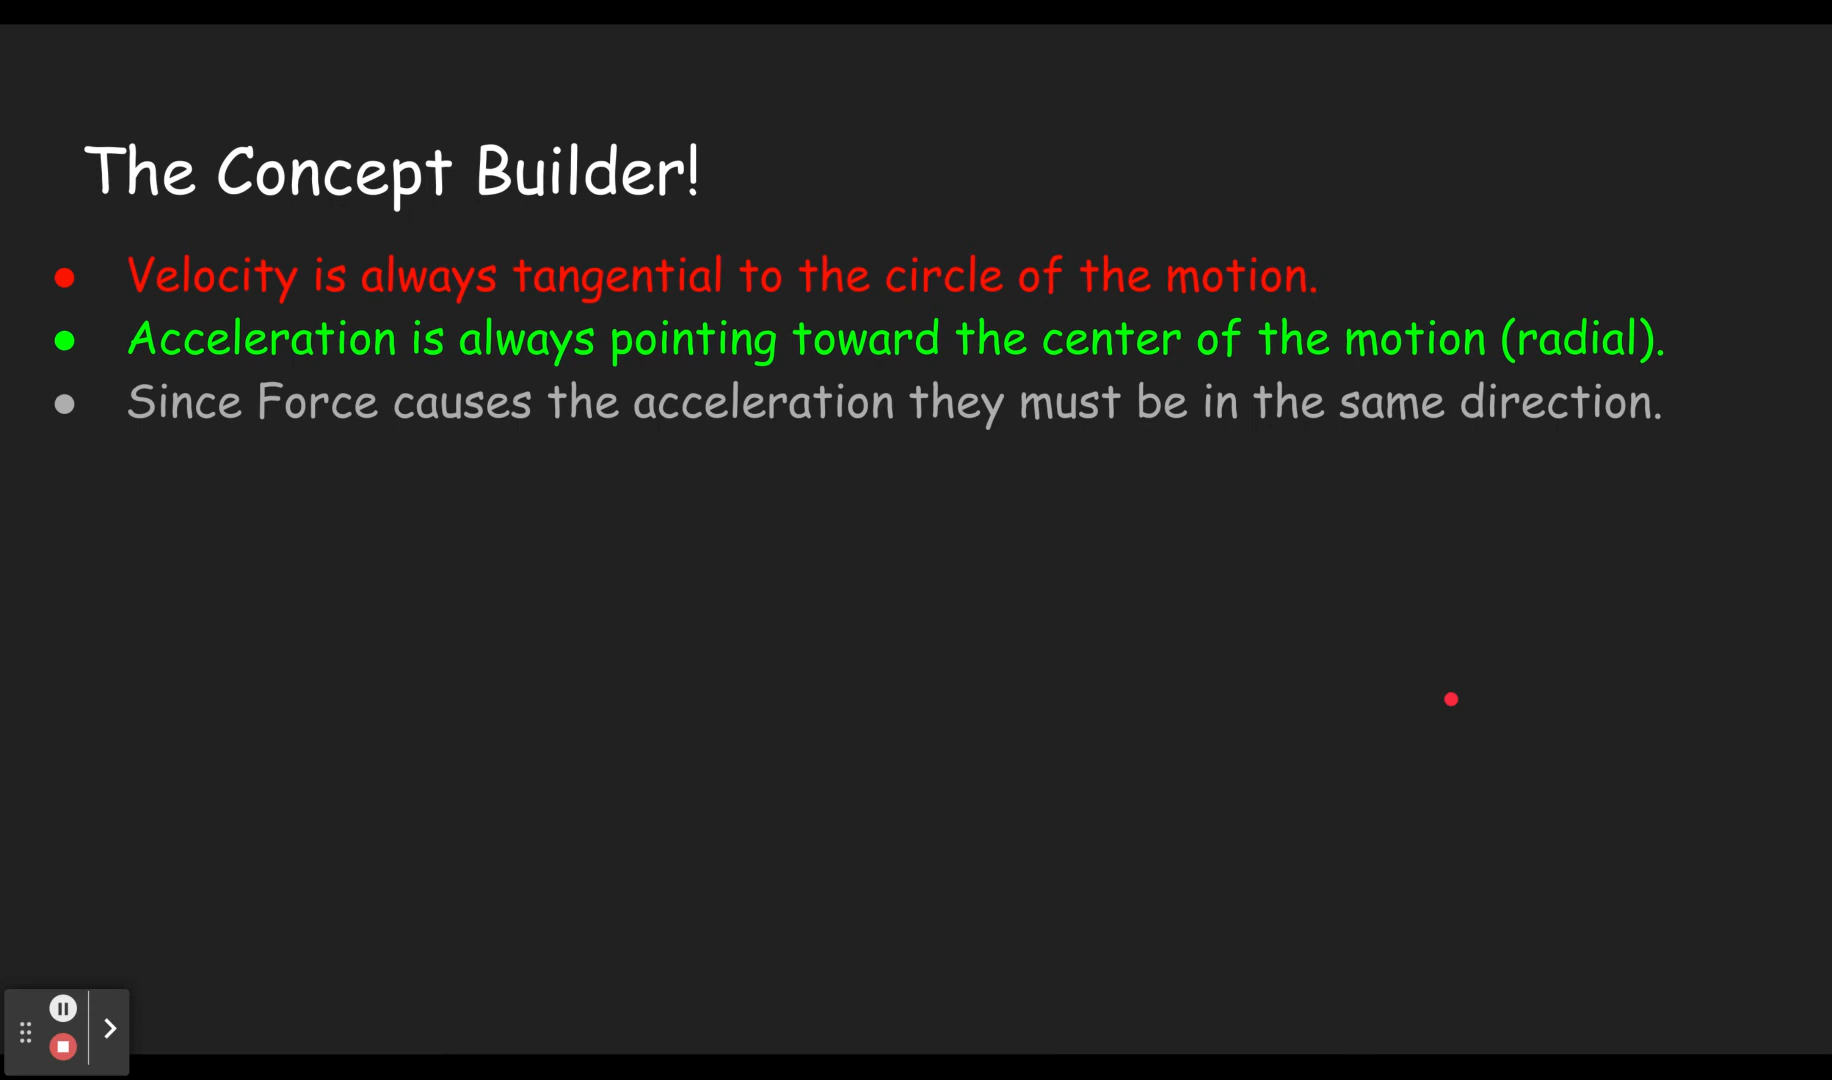 The Concept Builder!
● Velocity is always tangential to the circle of the motion.
● Acceleration is always pointing toward the center of the motion (radial).
● Since Force causes the acceleration they must be in the same direction.